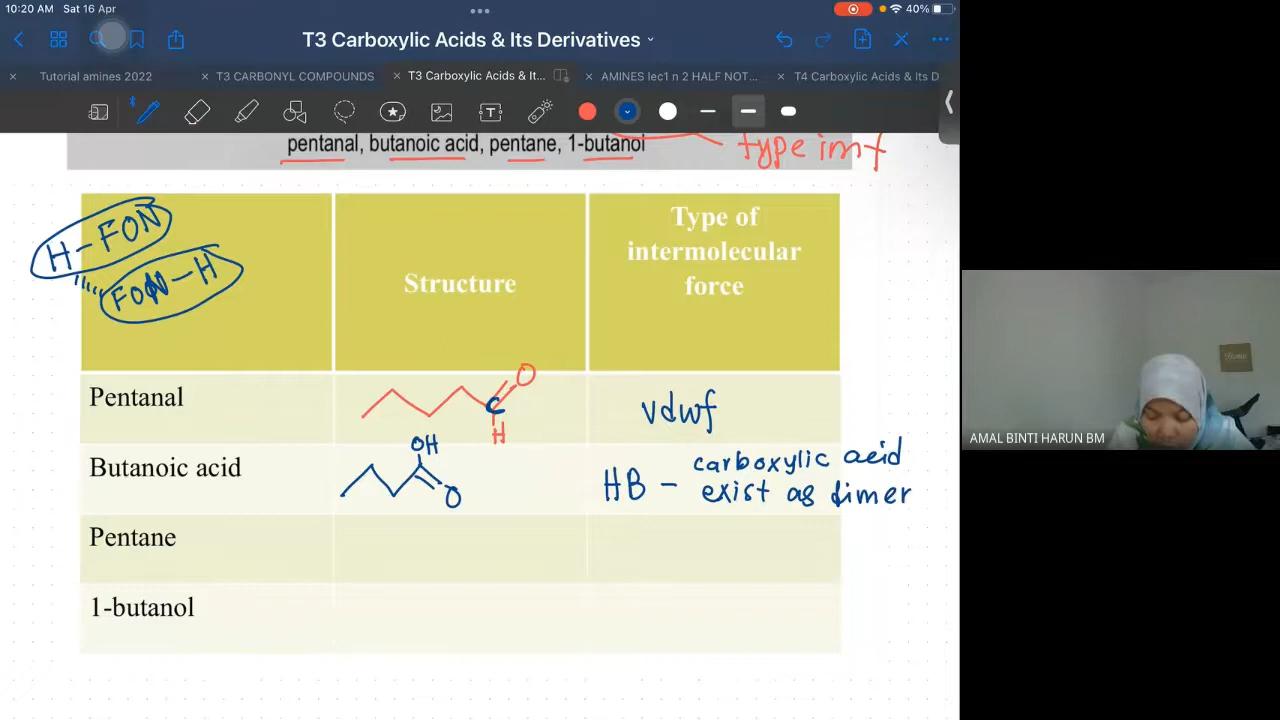 10:20 AM Sat 16 Apr
40%
T3 Carboxylic Acids & Its Derivatives
Tutorial amines 2022
T3 CARBONYL COMPOUNDS
T3 Carboxylic Acids & It...
AMINES lec1 n 2 HALF NOT...
T4 Carboxylic Acids & Its D
pentanal, butanoic acid, pentane, 1-butanol
type imf
H-FON
FON-H
Structure
Type of
intermolecular
force
Pentanal
O
C
H
vdwf
Butanoic acid
OH
O
HB - carboxylic acid
exist as dimer
Pentane
1-butanol
Home
AMAL BINTI HARUN BM